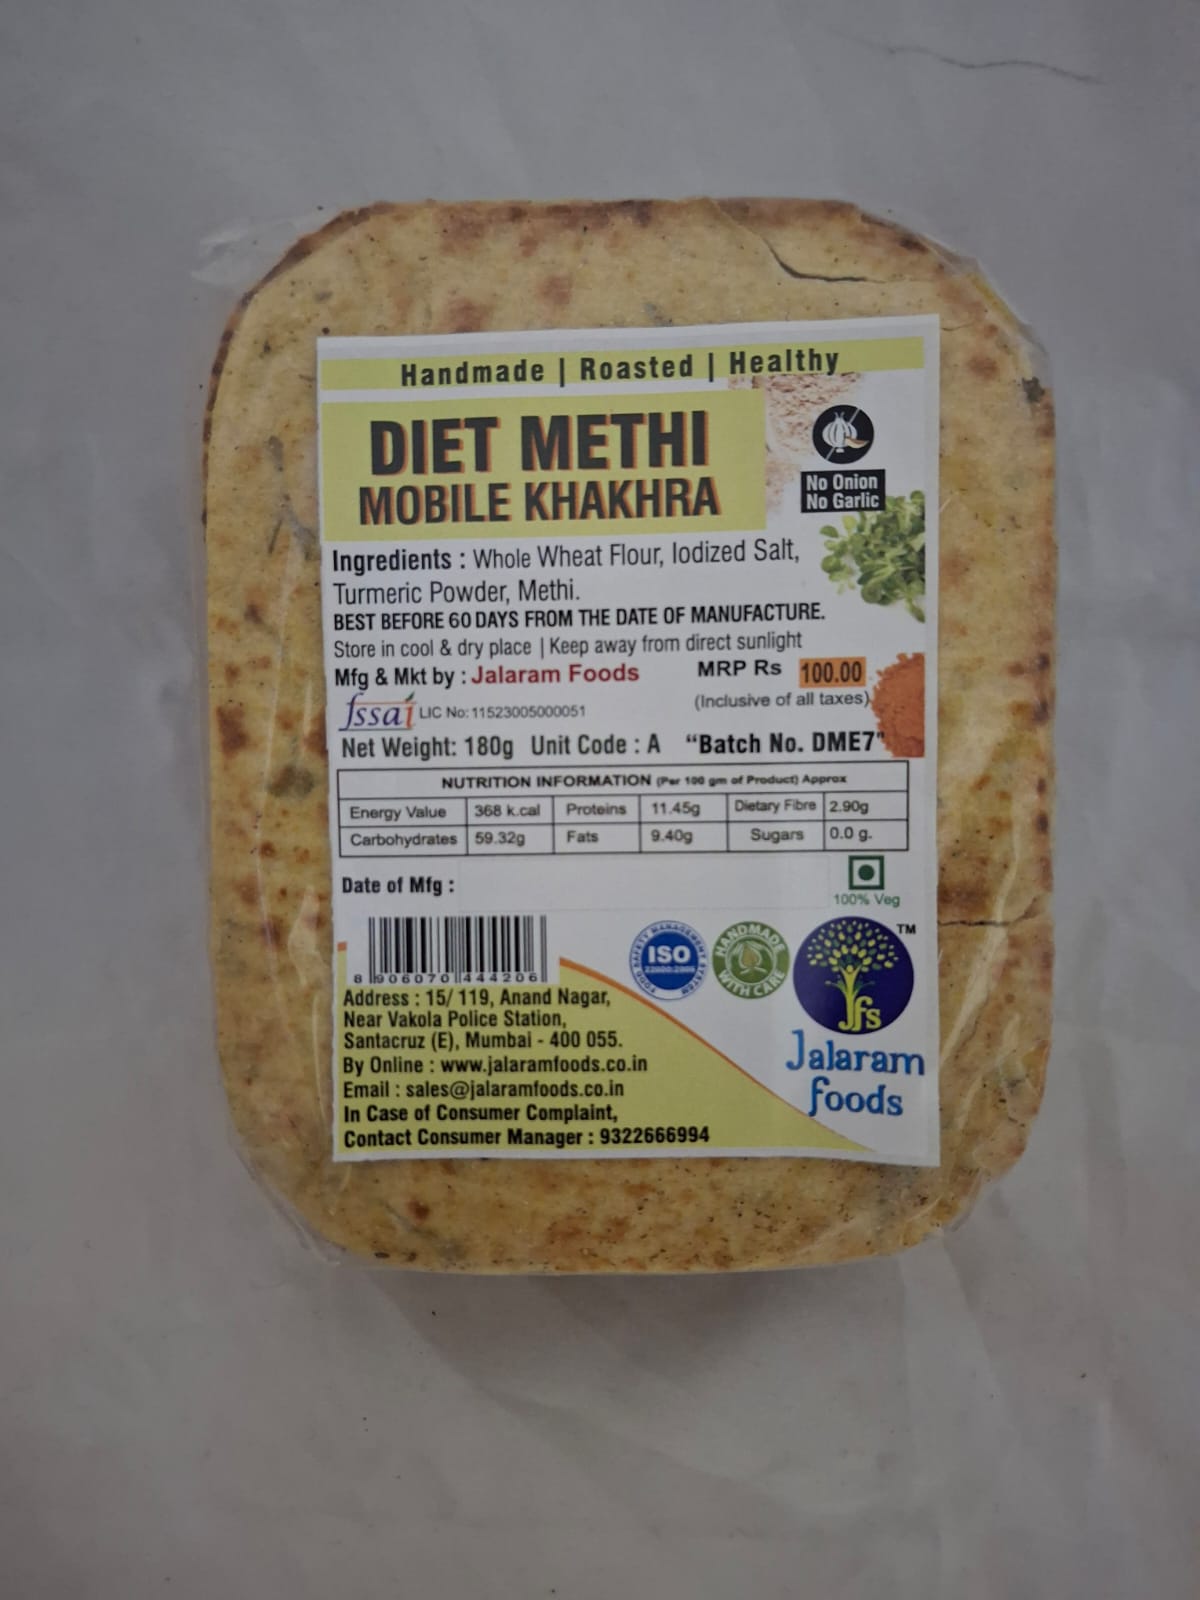 Handmade | Roasted | Healthy
DIET METHI
MOBILE KHAKHRA
No Onion
No Garlic
Ingredients : Whole Wheat Flour, Iodized Salt,
Turmeric Powder, Methi.
BEST BEFORE 60 DAYS FROM THE DATE OF MANUFACTURE.
Store in cool & dry place | Keep away from direct sunlight
Mfg & Mkt by : Jalaram Foods MRP Rs 100.00
(Inclusive of all taxes)
fssai LIC No: 11523005000051
Net Weight: 180g Unit Code : A “Batch No. DME7”
NUTRITION INFORMATION (Per 100 gm of Product) Approx
Energy Value 368 k.cal Proteins 11.45g Dietary Fibre 2.90g
Carbohydrates 59.32g Fats 9.40g Sugars 0.0 g.
Date of Mfg :
100% Veg
8 906070 444206
ISO
22000:2005
FOOD SAFETY MANAGEMENT SYSTEM
HANDMADE
WITH CARE
TM
Jfs
Jalaram
foods
Address : 15/ 119, Anand Nagar,
Near Vakola Police Station,
Santacruz (E), Mumbai - 400 055.
By Online : www.jalaramfoods.co.in
Email : sales@jalaramfoods.co.in
In Case of Consumer Complaint,
Contact Consumer Manager : 9322666994